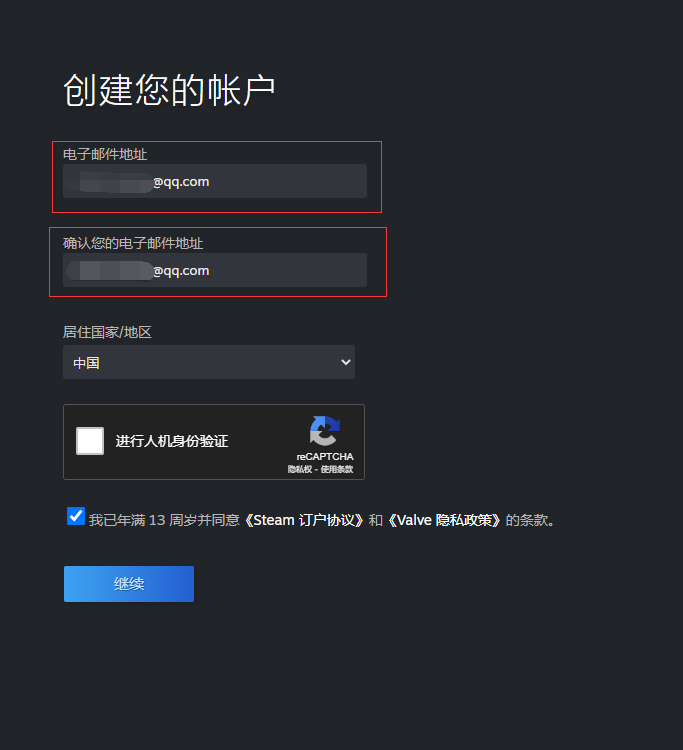 创建您的帐户
电子邮件地址
@qq.com
确认您的电子邮件地址
@qq.com
居住国家/地区
中国
进行人机身份验证
reCAPTCHA
隐私权 - 使用条款
我已年满 13 周岁并同意《Steam 订户协议》和《Valve 隐私政策》的条款。
继续